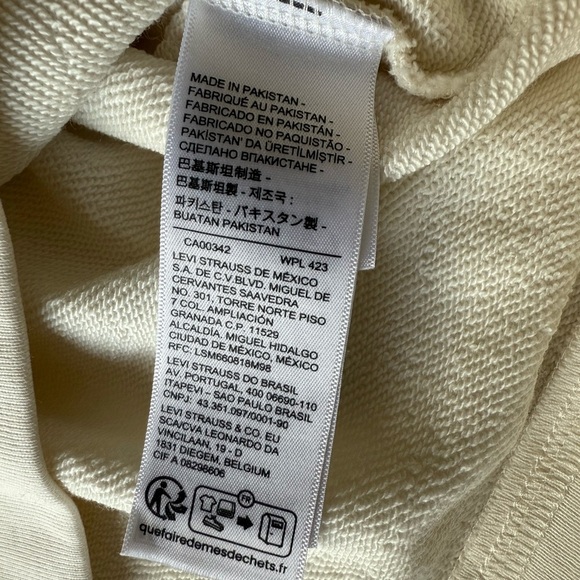 MADE IN PAKISTAN -
FABRIQUÉ AU PAKISTAN -
FABRICADO EN PAKISTÁN -
FABRICADO NO PAQUISTÃO -
PAKİSTAN' DA ÜRETİLMİSTİR -
СДЕЛАНО ВПАКИСТАНЕ -
巴基斯坦制造 -
巴基斯坦製 - 제조국 :
파키스탄 - パキスタン製 -
BUATAN PAKISTAN
CA00342 WPL 423
LEVI STRAUSS DE MÉXICO
S.A. DE C.V.BLVD. MIGUEL DE
CERVANTES SAAVEDRA
NO. 301, TORRE NORTE PISO
7 COL. AMPLIACIÓN
GRANADA C.P. 11529
ALCALDÍA. MIGUEL HIDALGO
CIUDAD DE MÉXICO, MÉXICO
RFC: LSM660818M98
LEVI STRAUSS DO BRASIL
AV. PORTUGAL, 400 06690-110
ITAPEVI – SAO PAULO BRASIL
CNPJ: 43.351.097/0001-90
LEVI STRAUSS & CO. EU
SCA/CVA LEONARDO DA
VINCILAAN, 19 - D
1831 DIEGEM, BELGIUM
CIF A 08298606
FR
quefairedemesdechets.fr